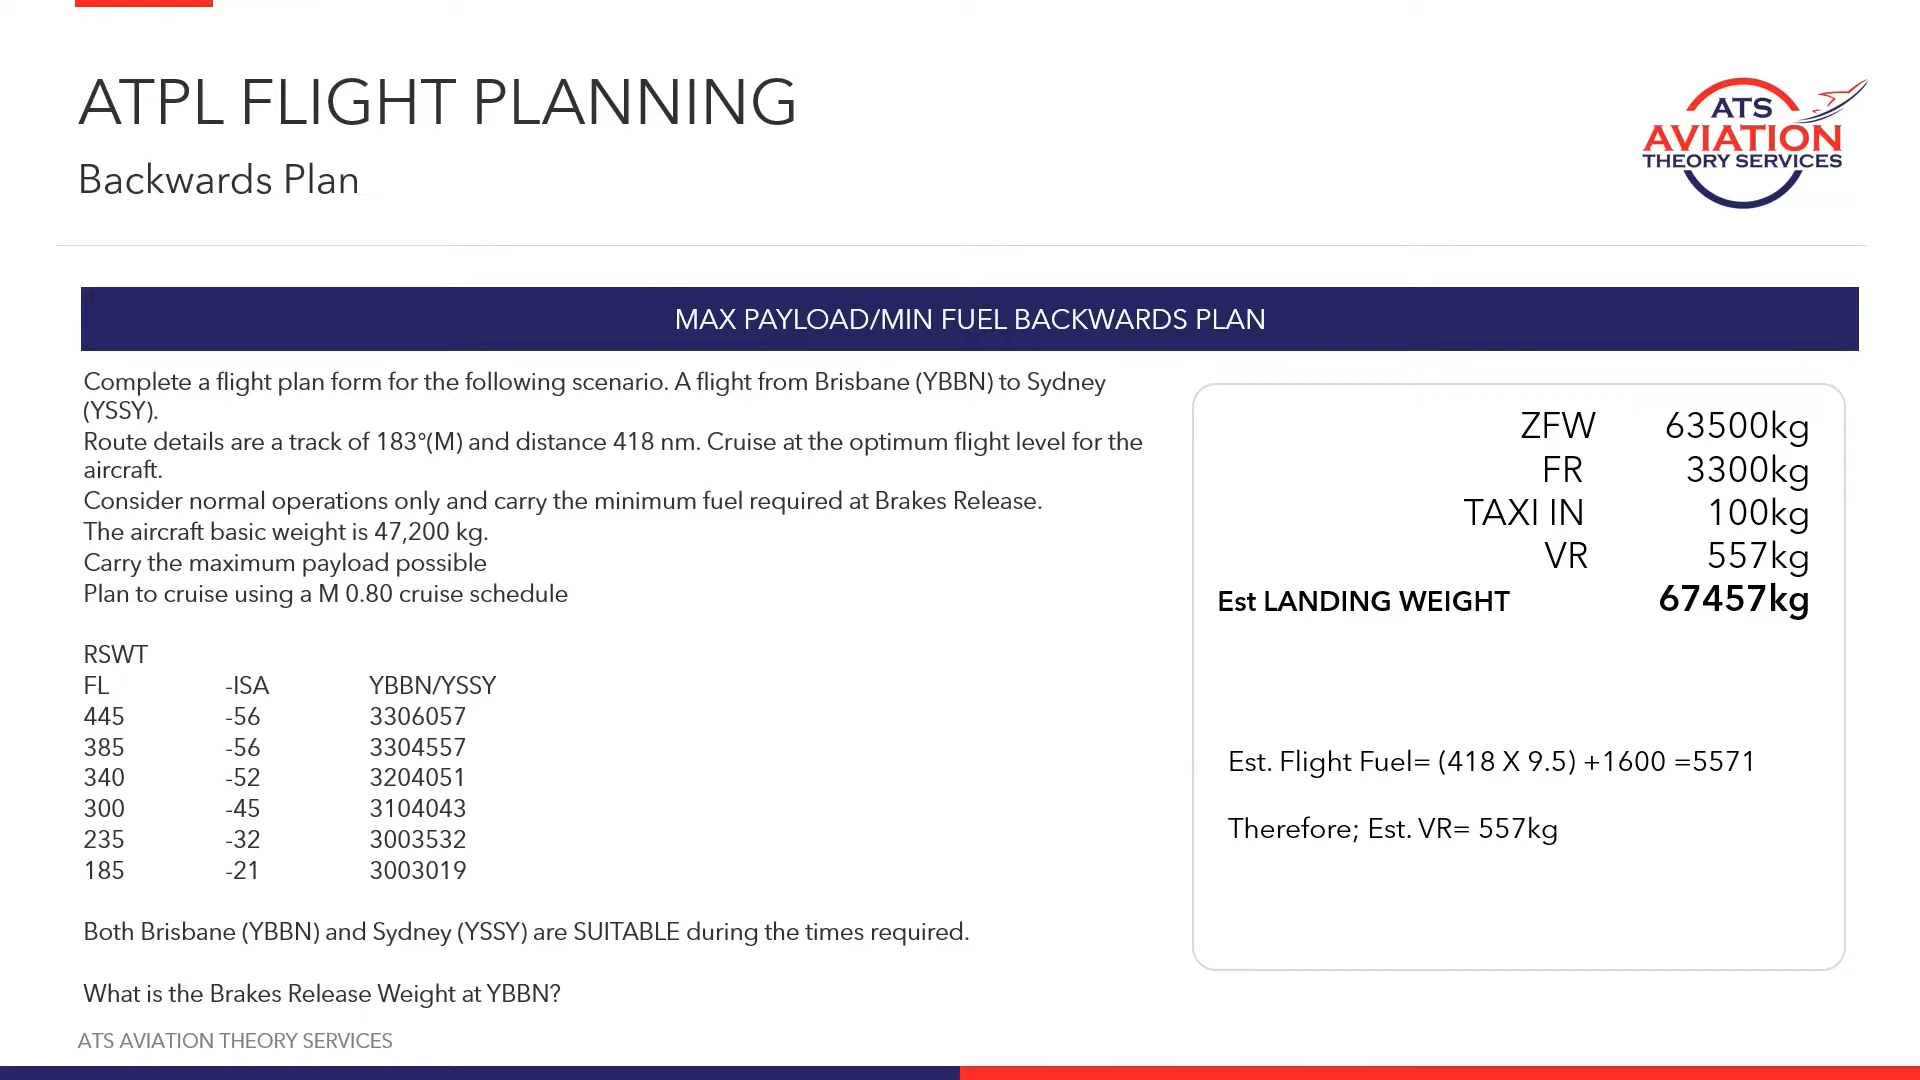 ATPL FLIGHT PLANNING
Backwards Plan
ATS
AVIATION
THEORY SERVICES
MAX PAYLOAD/MIN FUEL BACKWARDS PLAN
Complete a flight plan form for the following scenario. A flight from Brisbane (YBBN) to Sydney
(YSSY).
Route details are a track of 183°(M) and distance 418 nm. Cruise at the optimum flight level for the
aircraft.
Consider normal operations only and carry the minimum fuel required at Brakes Release.
The aircraft basic weight is 47,200 kg.
Carry the maximum payload possible
Plan to cruise using a M 0.80 cruise schedule
RSWT
FL -ISA YBBN/YSSY
445 -56 3306057
385 -56 3304557
340 -52 3204051
300 -45 3104043
235 -32 3003532
185 -21 3003019
Both Brisbane (YBBN) and Sydney (YSSY) are SUITABLE during the times required.
What is the Brakes Release Weight at YBBN?
ZFW 63500kg
FR 3300kg
TAXI IN 100kg
VR 557kg
Est LANDING WEIGHT 67457kg
Est. Flight Fuel= (418 X 9.5) +1600 =5571
Therefore; Est. VR= 557kg
ATS AVIATION THEORY SERVICES